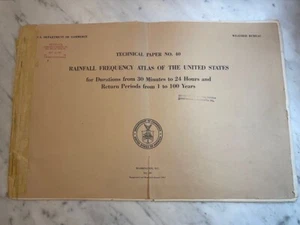 U.S. DEPARTMENT OF COMMERCE
WEATHER BUREAU
TECHNICAL PAPER NO. 40
RAINFALL FREQUENCY ATLAS OF THE UNITED STATES
for Durations from 30 Minutes to 24 Hours and
Return Periods from 1 to 100 Years
WASHINGTON, D.C.